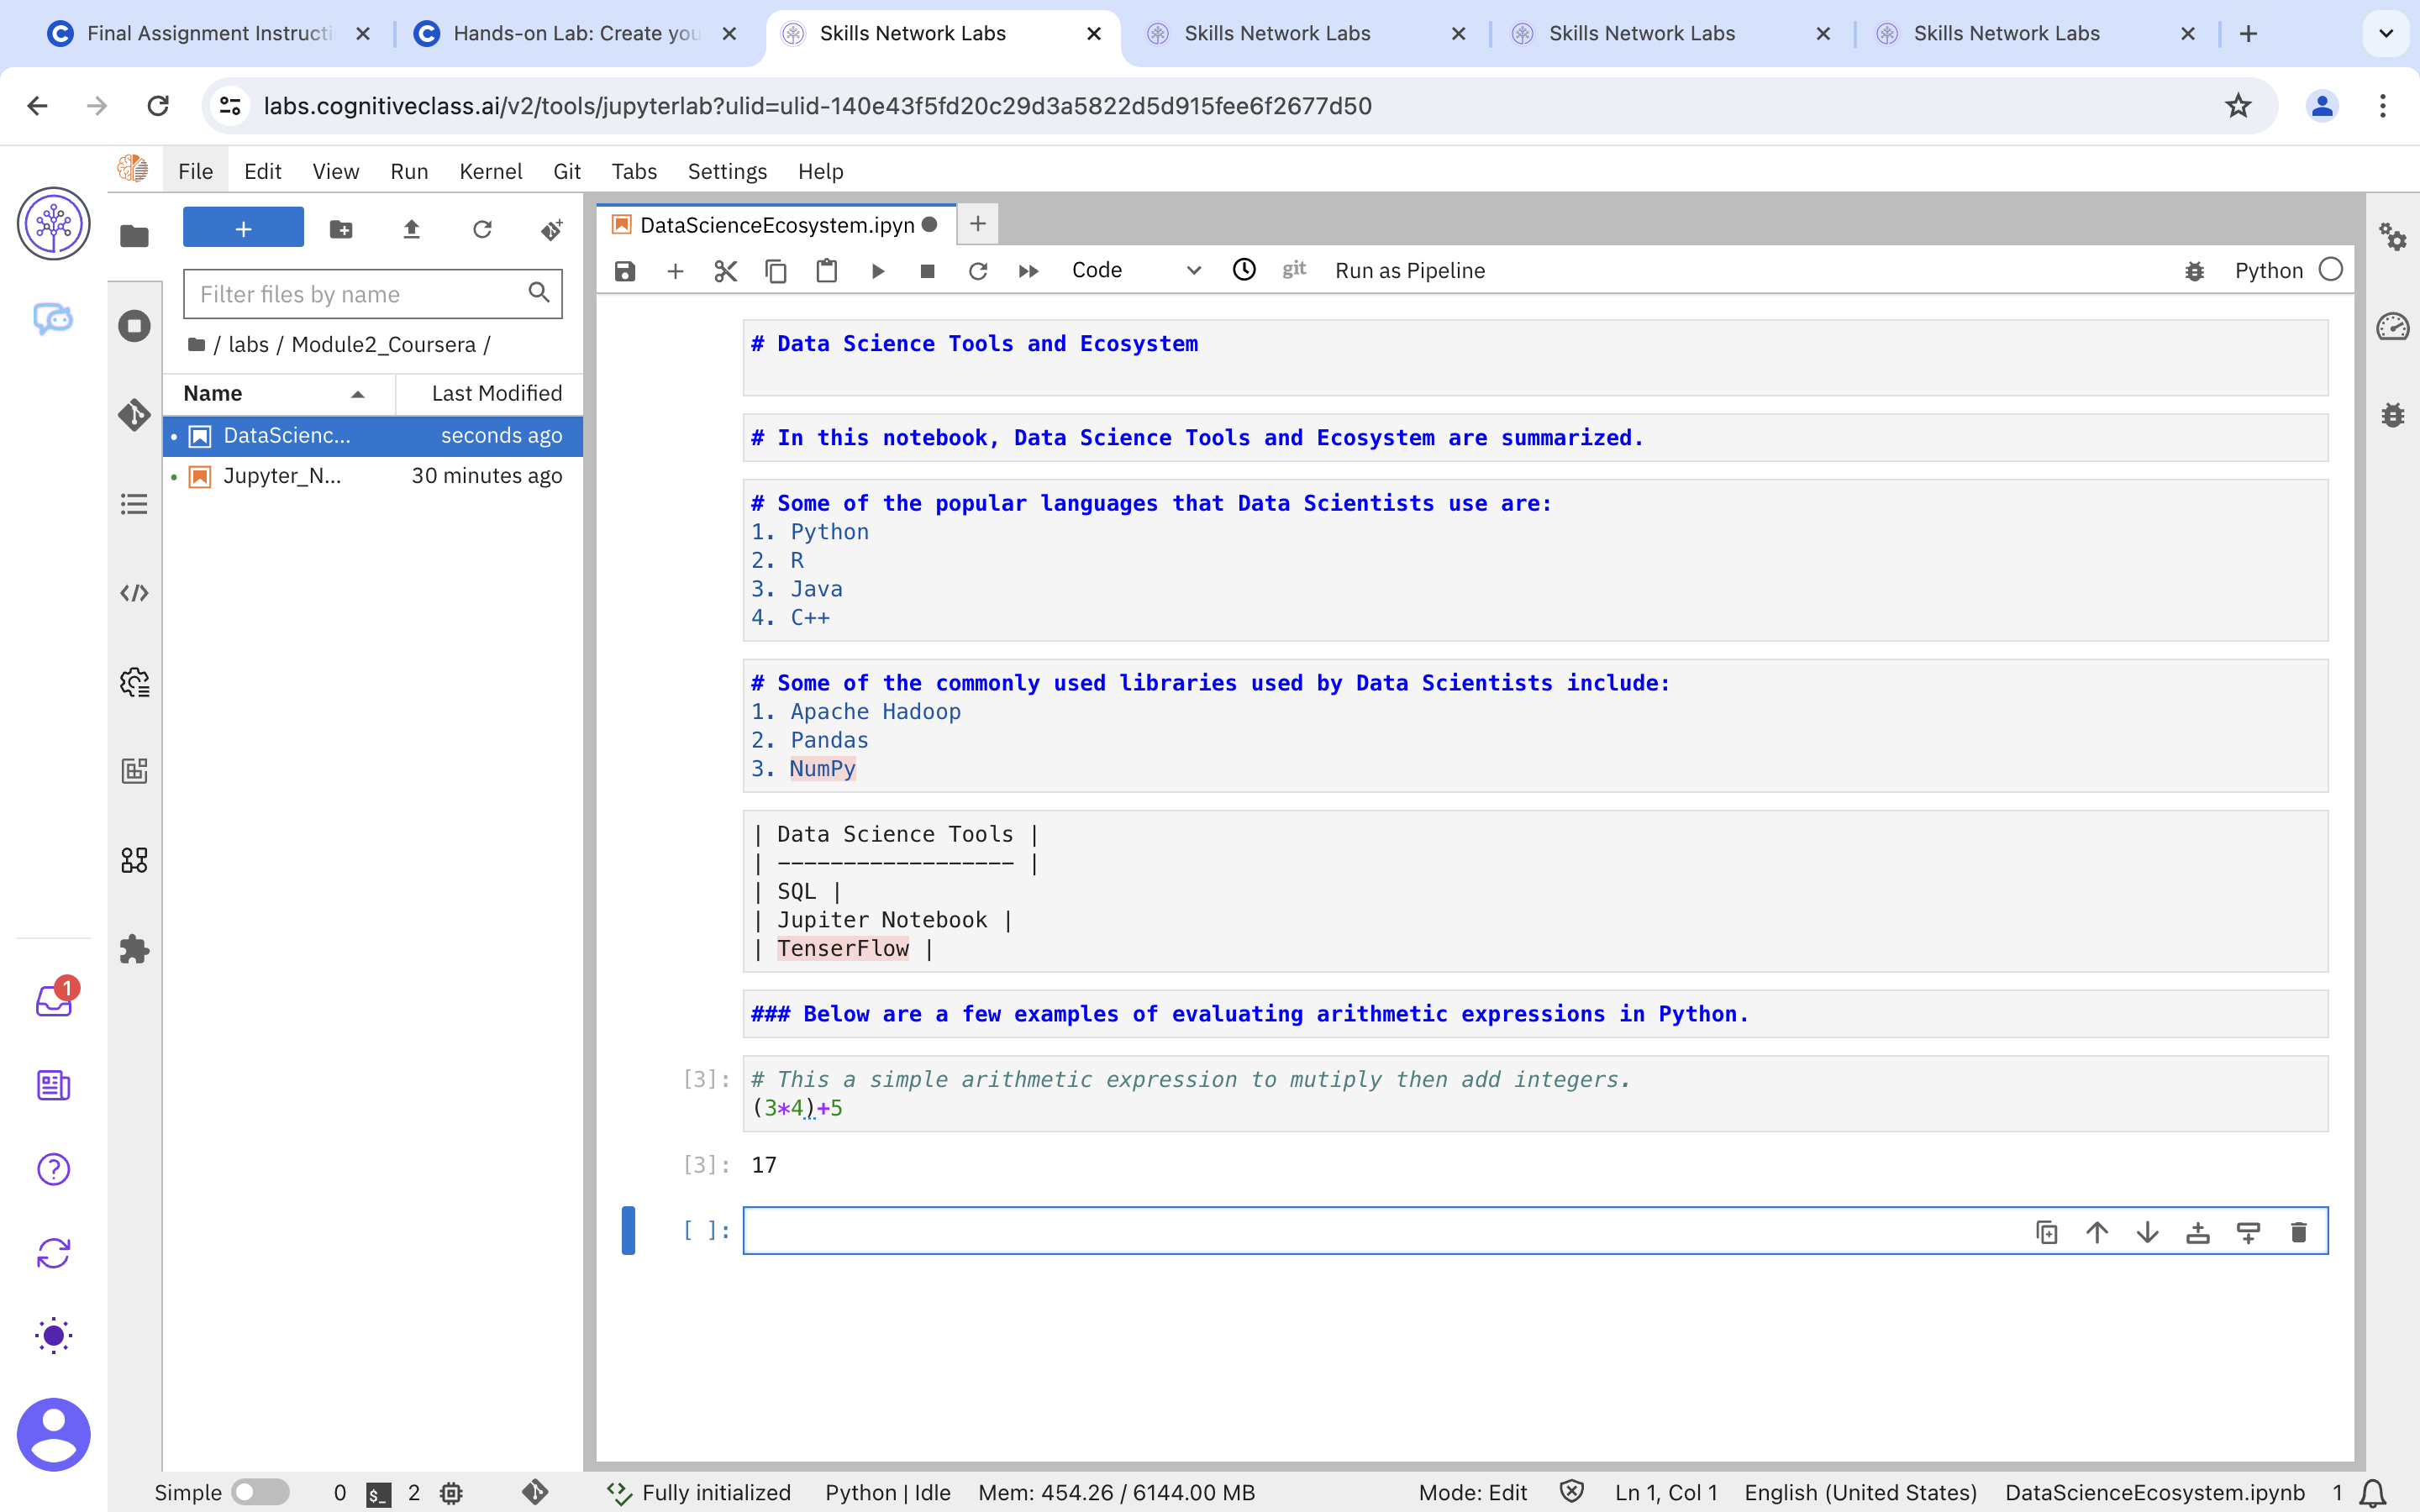 Final Assignment Instructi
Hands-on Lab: Create you
Skills Network Labs
Skills Network Labs
Skills Network Labs
Skills Network Labs
labs.cognitiveclass.ai/v2/tools/jupyterlab?ulid=ulid-140e43f5fd20c29d3a5822d5d915fee6f2677d50
File Edit View Run Kernel Git Tabs Settings Help
Filter files by name
/ labs / Module2_Coursera /
Name Last Modified
DataScienc... seconds ago
Jupyter_N... 30 minutes ago
DataScienceEcosystem.ipyn
Code git Run as Pipeline Python
# Data Science Tools and Ecosystem
# In this notebook, Data Science Tools and Ecosystem are summarized.
# Some of the popular languages that Data Scientists use are:
1. Python
2. R
3. Java
4. C++
# Some of the commonly used libraries used by Data Scientists include:
1. Apache Hadoop
2. Pandas
3. NumPy
| Data Science Tools |
| ------------------ |
| SQL |
| Jupiter Notebook |
| TenserFlow |
### Below are a few examples of evaluating arithmetic expressions in Python.
[3]: # This a simple arithmetic expression to mutiply then add integers.
(3*4)+5
[3]: 17
[ ]:
1
Simple 0 $_ 2 Fully initialized Python | Idle Mem: 454.26 / 6144.00 MB Mode: Edit Ln 1, Col 1 English (United States) DataScienceEcosystem.ipynb 1